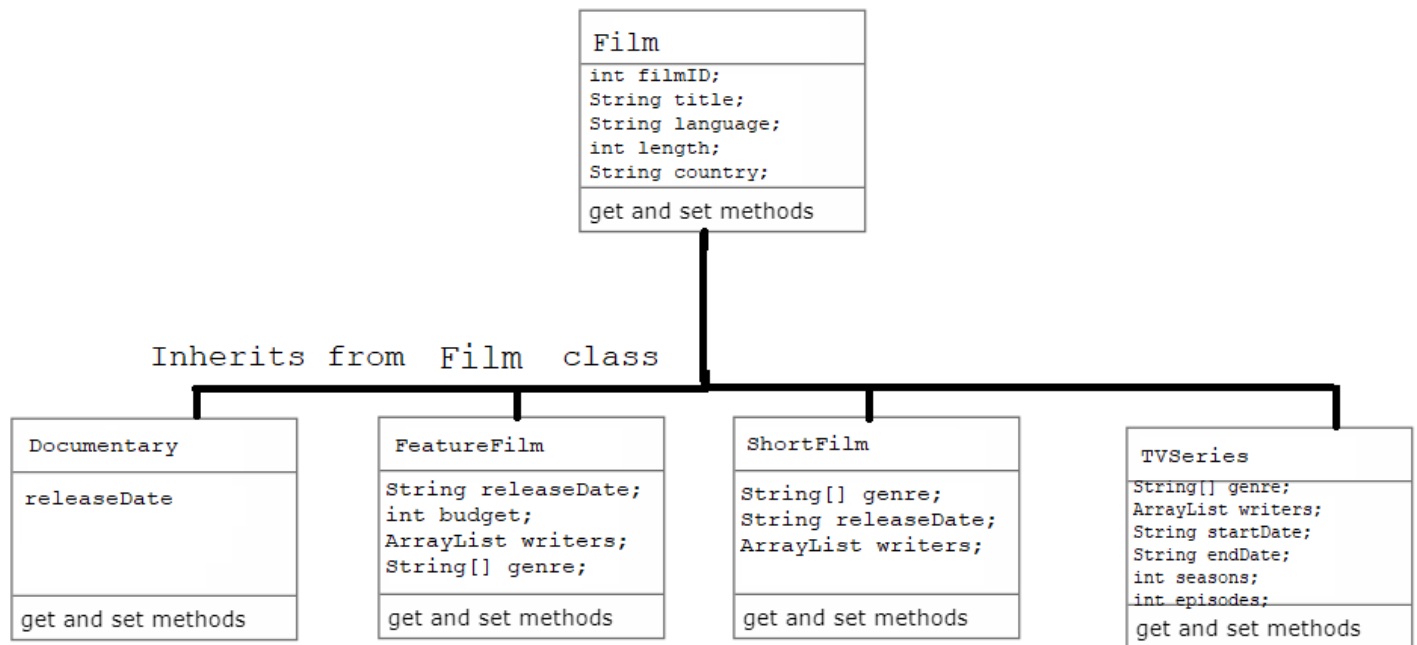 Film
int filmID;
String title;
String language;
int length;
String country;
get and set methods
Inherits from Film class
Documentary
releaseDate
get and set methods
FeatureFilm
String releaseDate;
int budget;
ArrayList writers;
String[] genre;
get and set methods
ShortFilm
String[] genre;
String releaseDate;
ArrayList writers;
get and set methods
TVSeries
String[] genre;
ArrayList writers;
String startDate;
String endDate;
int seasons;
int episodes;
get and set methods